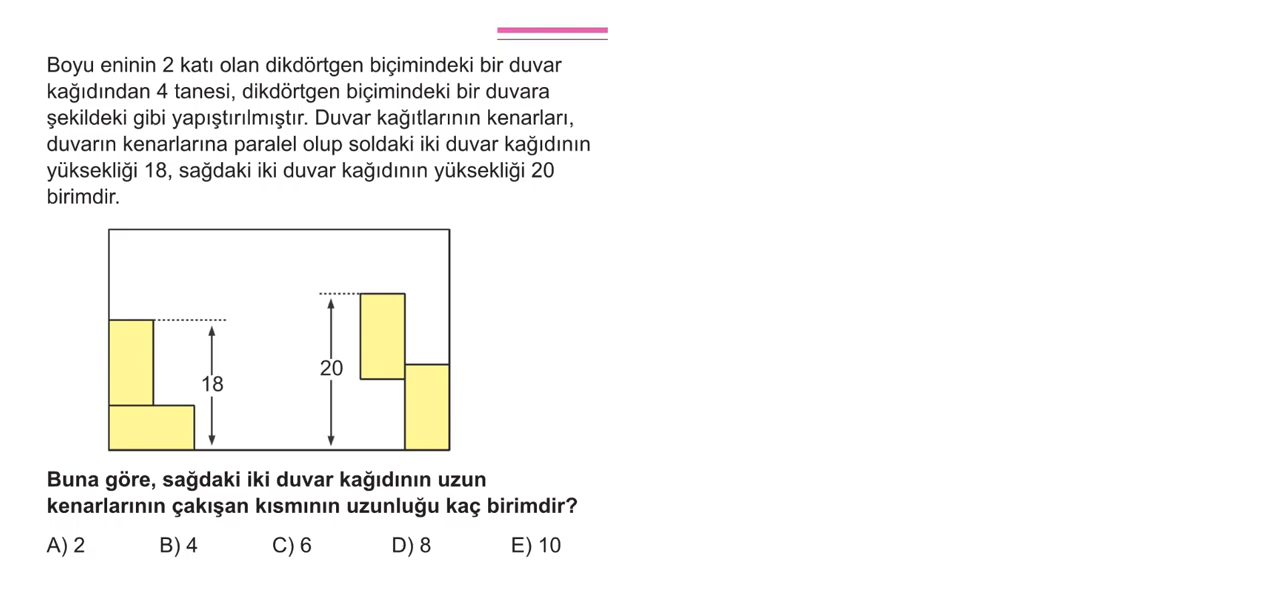 Boyu eninin 2 katı olan dikdörtgen biçimindeki bir duvar
kağıdından 4 tanesi, dikdörtgen biçimindeki bir duvara
şekildeki gibi yapıştırılmıştır. Duvar kağıtlarının kenarları,
duvarın kenarlarına paralel olup soldaki iki duvar kağıdının
yüksekliği 18, sağdaki iki duvar kağıdının yüksekliği 20
birimdir.
20
18
Buna göre, sağdaki iki duvar kağıdının uzun
kenarlarının çakışan kısmının uzunluğu kaç birimdir?
A) 2 B) 4 C) 6 D) 8 E) 10